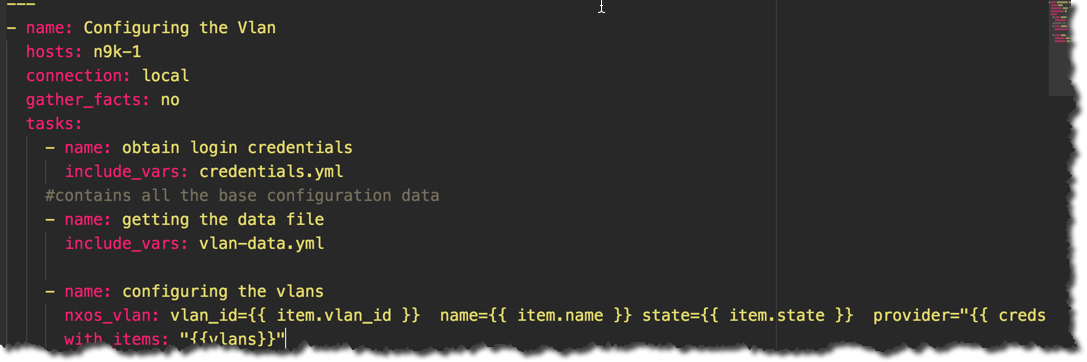 ---
- name: Configuring the Vlan
hosts: n9k-1
connection: local
gather_facts: no
tasks:
- name: obtain login credentials
include_vars: credentials.yml
#contains all the base configuration data
- name: getting the data file
include_vars: vlan-data.yml
- name: configuring the vlans
nxos_vlan: vlan_id={{ item.vlan_id }}  name={{ item.name }} state={{ item.state }}  provider="{{ creds
with_items: "{{vlans}}"